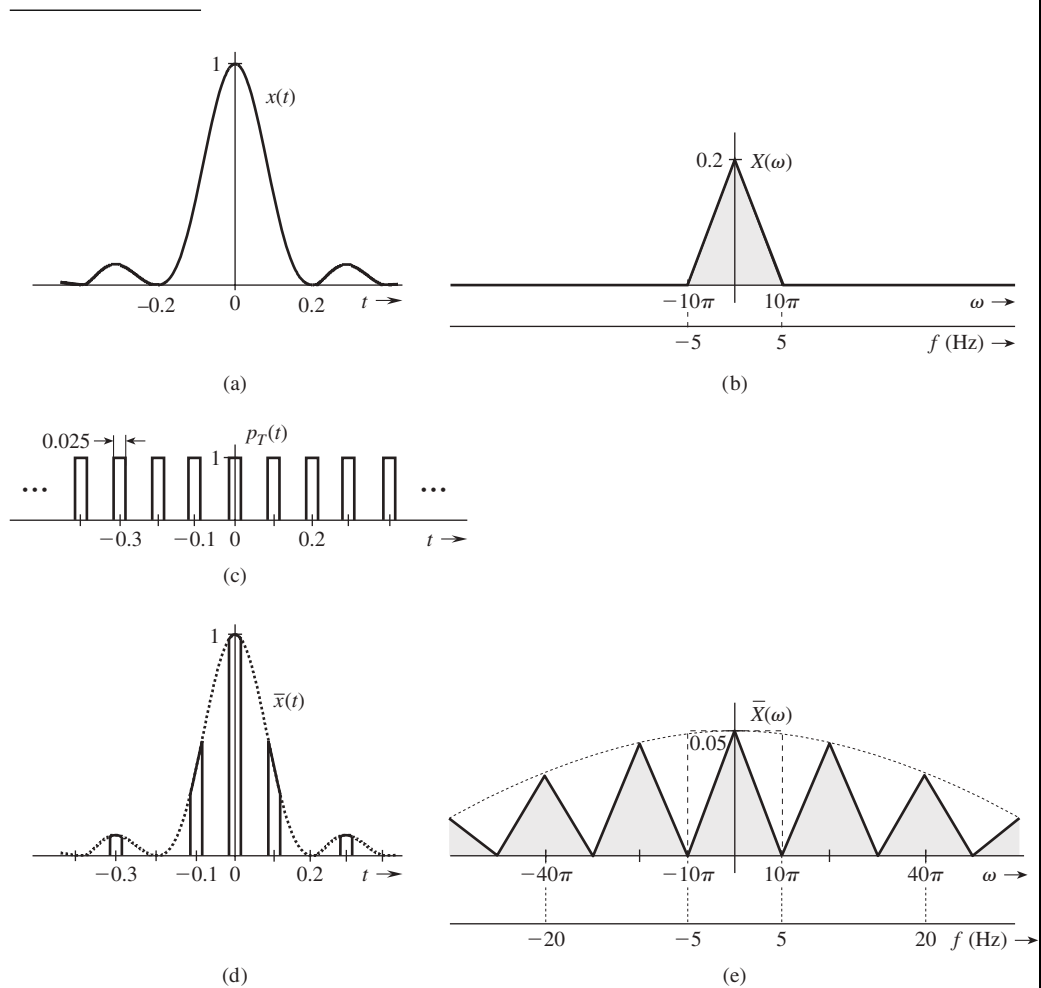 1
x(t)
−0.2 0 0.2 t →
(a)
0.2 X(ω)
−10π 10π ω →
−5 5 f (Hz) →
(b)
0.025 p_T(t)
1
... ...
−0.3 −0.1 0 0.2 t →
(c)
1
x̅(t)
−0.3 −0.1 0 0.2 t →
(d)
X̅(ω)
0.05
−40π −10π 10π 40π ω →
−20 −5 5 20 f (Hz) →
(e)